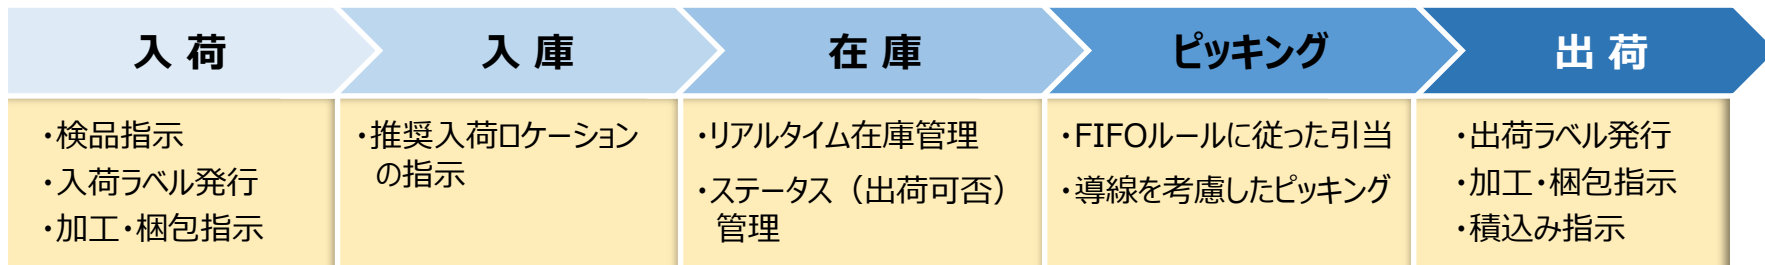 入荷
・検品指示
・入荷ラベル発行
・加工・梱包指示
入庫
・推奨入荷ロケーション
の指示
在庫
・リアルタイム在庫管理
・ステータス（出荷可否）
管理
ピッキング
・FIFOルールに従った引当
・導線を考慮したピッキング
出荷
・出荷ラベル発行
・加工・梱包指示
・積込み指示